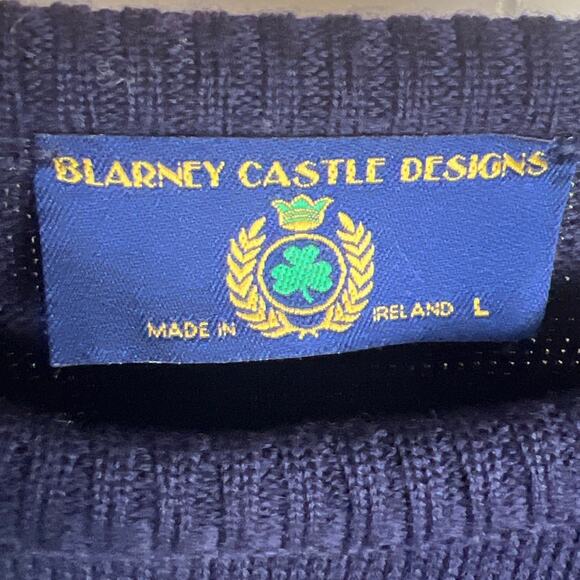 BLARNEY CASTLE DESIGNS
MADE IN IRELAND L